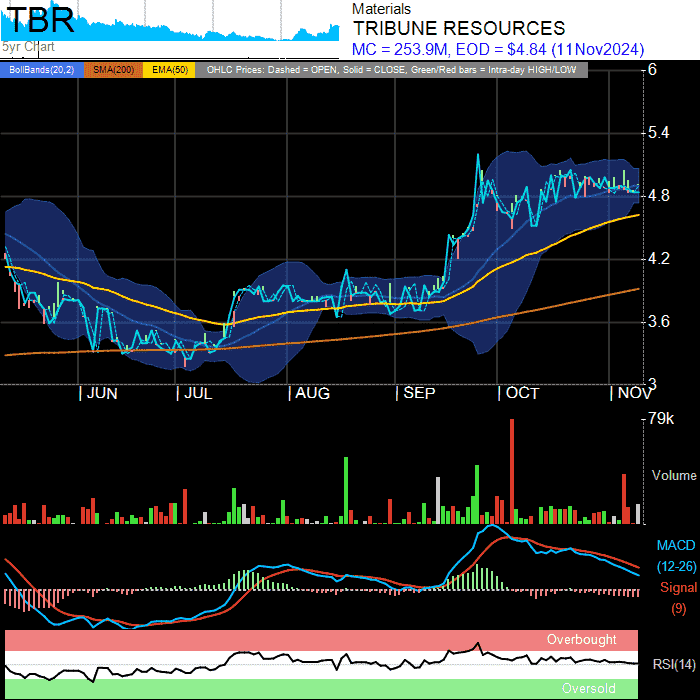 TBR
5yr Chart
Materials
TRIBUNE RESOURCES
MC = 253.9M, EOD = $4.84 (11Nov2024)
BollBands(20,2) SMA(200) EMA(50) OHLC Prices: Dashed = OPEN, Solid = CLOSE, Green/Red bars = Intra-day HIGH/LOW
6
5.4
4.8
4.2
3.6
3
JUN JUL AUG SEP OCT NOV
79k
Volume
MACD
(12-26)
Signal
(9)
Overbought
RSI(14)
Oversold